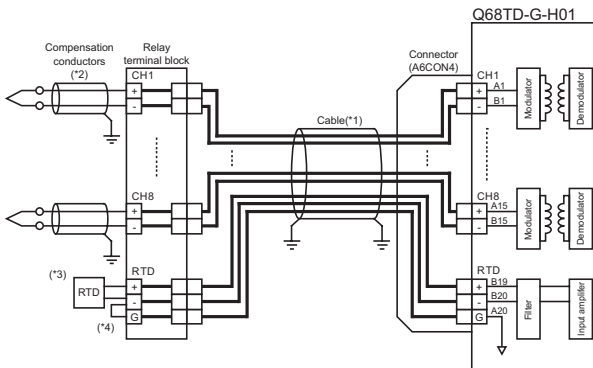 Q68TD-G-H01
Compensation
conductors
(*2)
Relay
terminal block
Connector
(A6CON4)
CH1
+
-
Cable(*1)
CH1
+
-
A1
B1
Modulator
Demodulator
CH8
+
-
CH8
+
-
A15
B15
Modulator
Demodulator
(*3)
RTD
(*4)
RTD
+
-
G
RTD
+
-
G
B19
B20
A20
Filter
Input amplifer